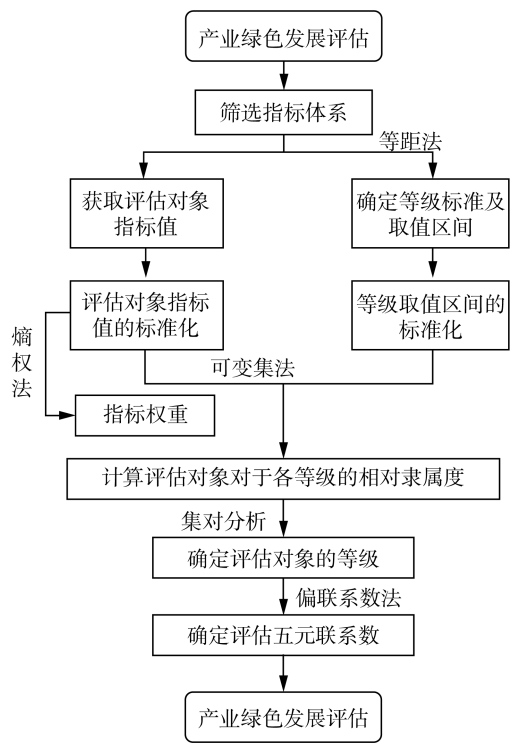 产业绿色发展评估
筛选指标体系
等距法
获取评估对象
指标值
确定等级标准及
取值区间
评估对象指标
值的标准化
等级取值区间的
标准化
熵权法
可变集法
指标权重
计算评估对象对于各等级的相对隶属度
集对分析
确定评估对象的等级
偏联系数法
确定评估五元联系数
产业绿色发展评估